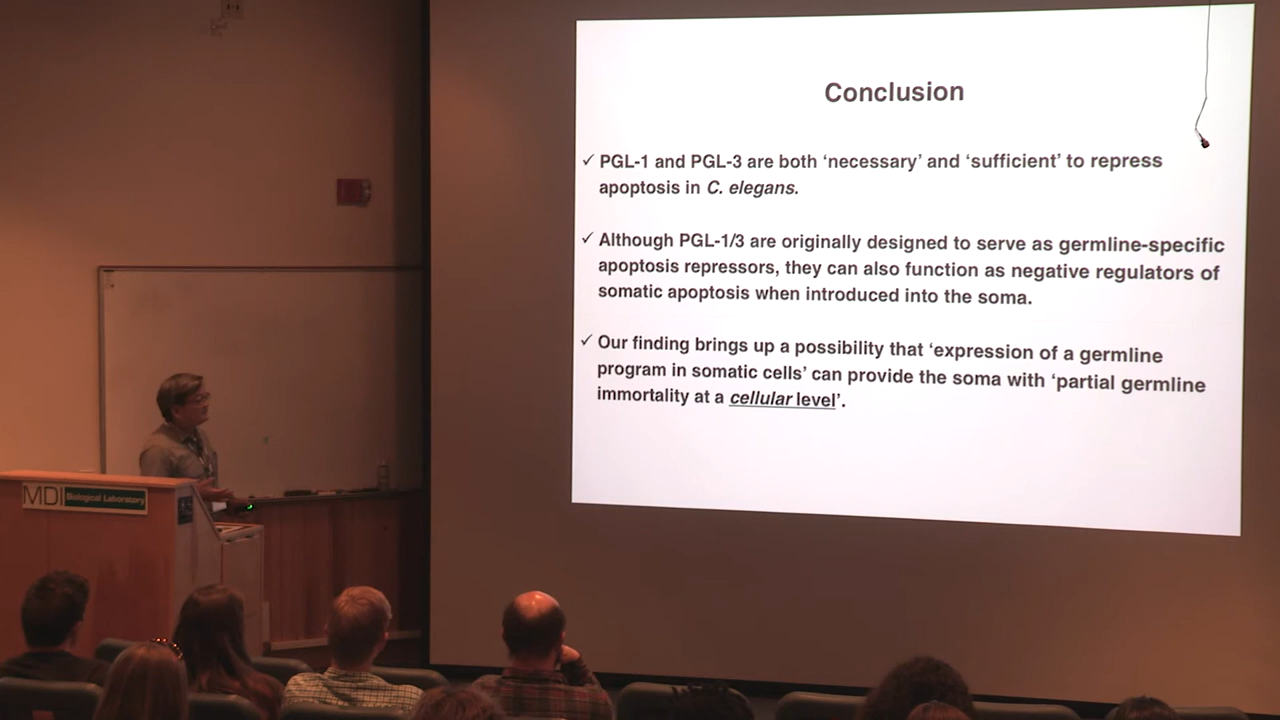 Conclusion
✓ PGL-1 and PGL-3 are both ‘necessary’ and ‘sufficient’ to repress
apoptosis in C. elegans.
✓ Although PGL-1/3 are originally designed to serve as germline-specific
apoptosis repressors, they can also function as negative regulators of
somatic apoptosis when introduced into the soma.
✓ Our finding brings up a possibility that ‘expression of a germline
program in somatic cells’ can provide the soma with ‘partial germline
immortality at a cellular level’.
MDI Biological Laboratory